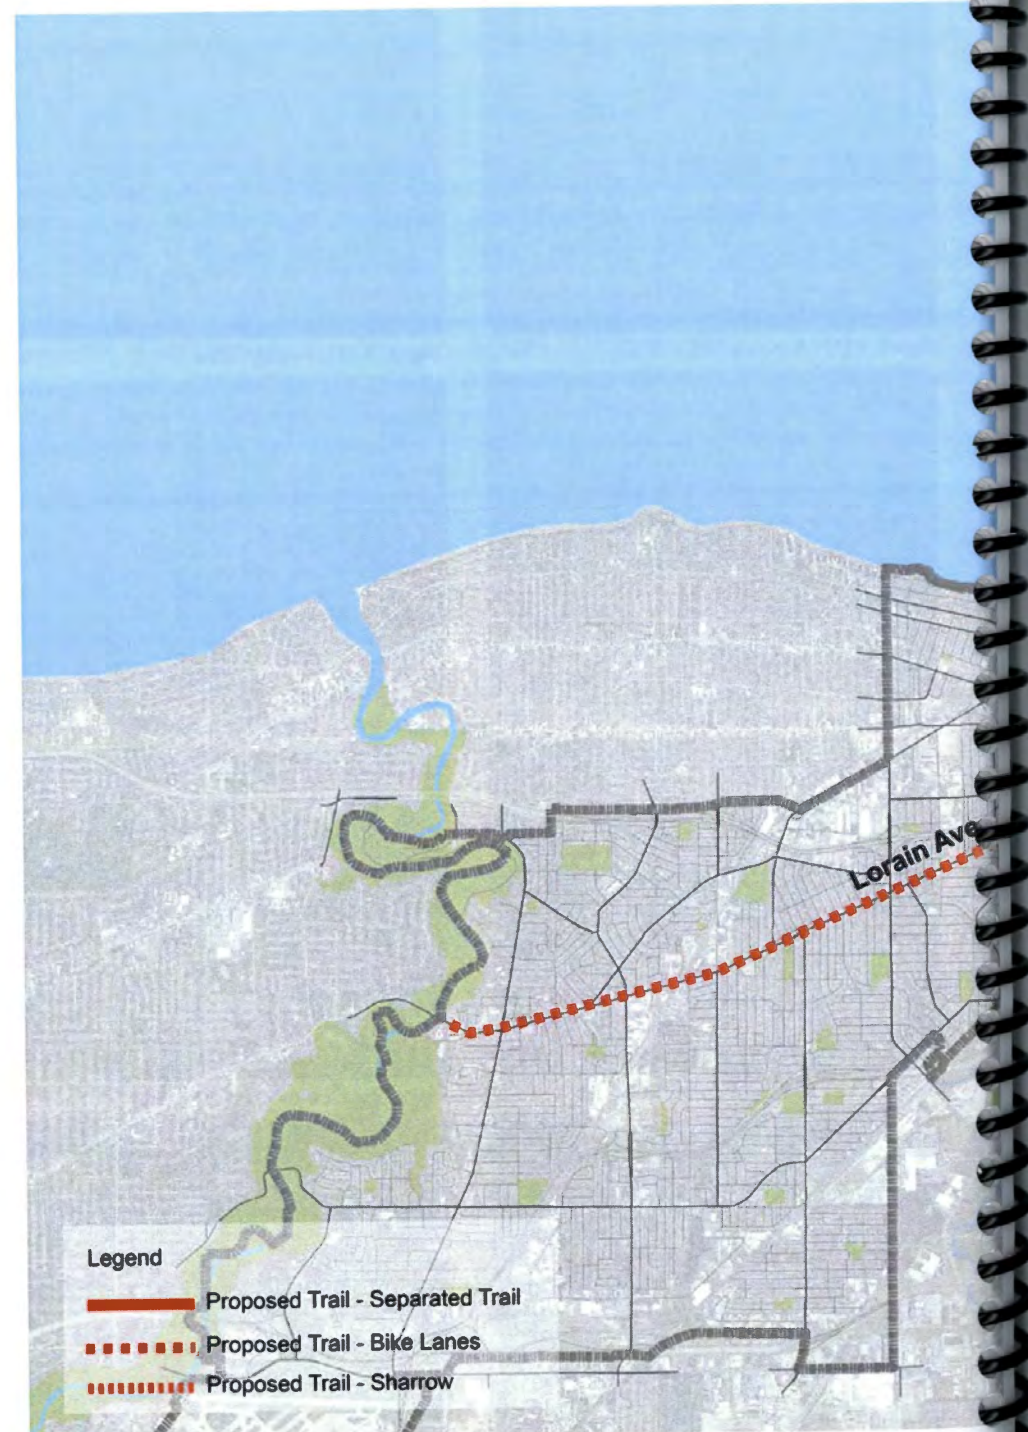 Lorain Ave
Legend
Proposed Trail - Separated Trail
Proposed Trail - Bike Lanes
Proposed Trail - Sharrow